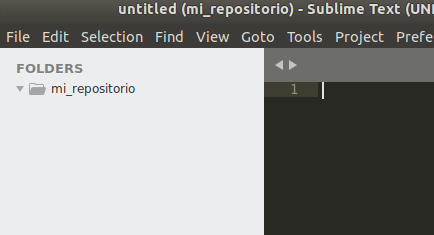 untitled (mi_repositorio) - Sublime Text (UN
File Edit Selection Find View Goto Tools Project Prefe
FOLDERS
mi_repositorio
1